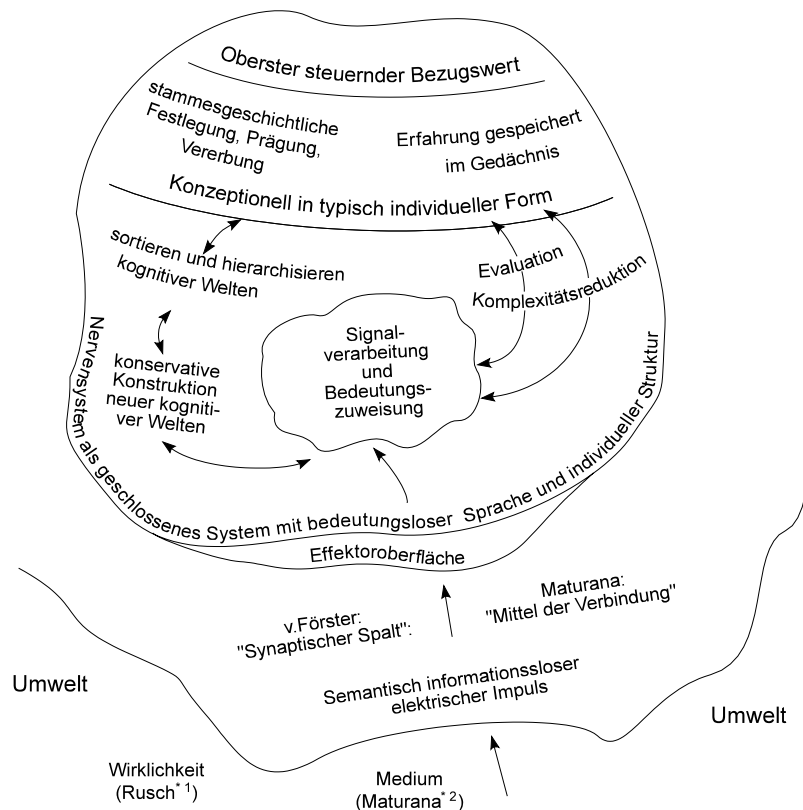 Oberster steuernder Bezugswert
stammesgeschichtliche
Festlegung, Prägung,
Vererbung
Erfahrung gespeichert
im Gedächnis
Konzeptionell in typisch individueller Form
sortieren und hierarchisieren
kognitiver Welten
Evaluation
Komplexitätsreduktion
Signal-
verarbeitung
und
Bedeutungs-
zuweisung
konservative
Konstruktion
neuer kogniti-
ver Welten
Nervensystem als geschlossenes System mit bedeutungsloser Sprache und individueller Struktur
Effektoroberfläche
v.Förster:
"Synaptischer Spalt":
Maturana:
"Mittel der Verbindung"
Semantisch informationssloser
elektrischer Impuls
Umwelt
Umwelt
Wirklichkeit
(Rusch* 1)
Medium
(Maturana* 2)